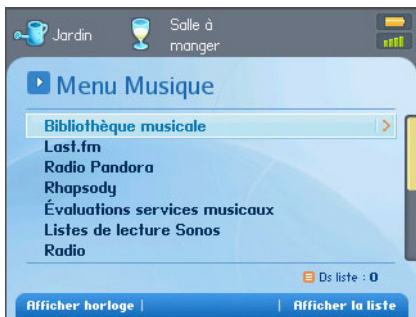 Jardin
Salle à
manger
Menu Musique
Bibliothèque musicale
Last.fm
Radio Pandora
Rhapsody
Évaluations services musicaux
Listes de lecture Sonos
Radio
Ds liste : 0
Afficher horloge | | Afficher la liste